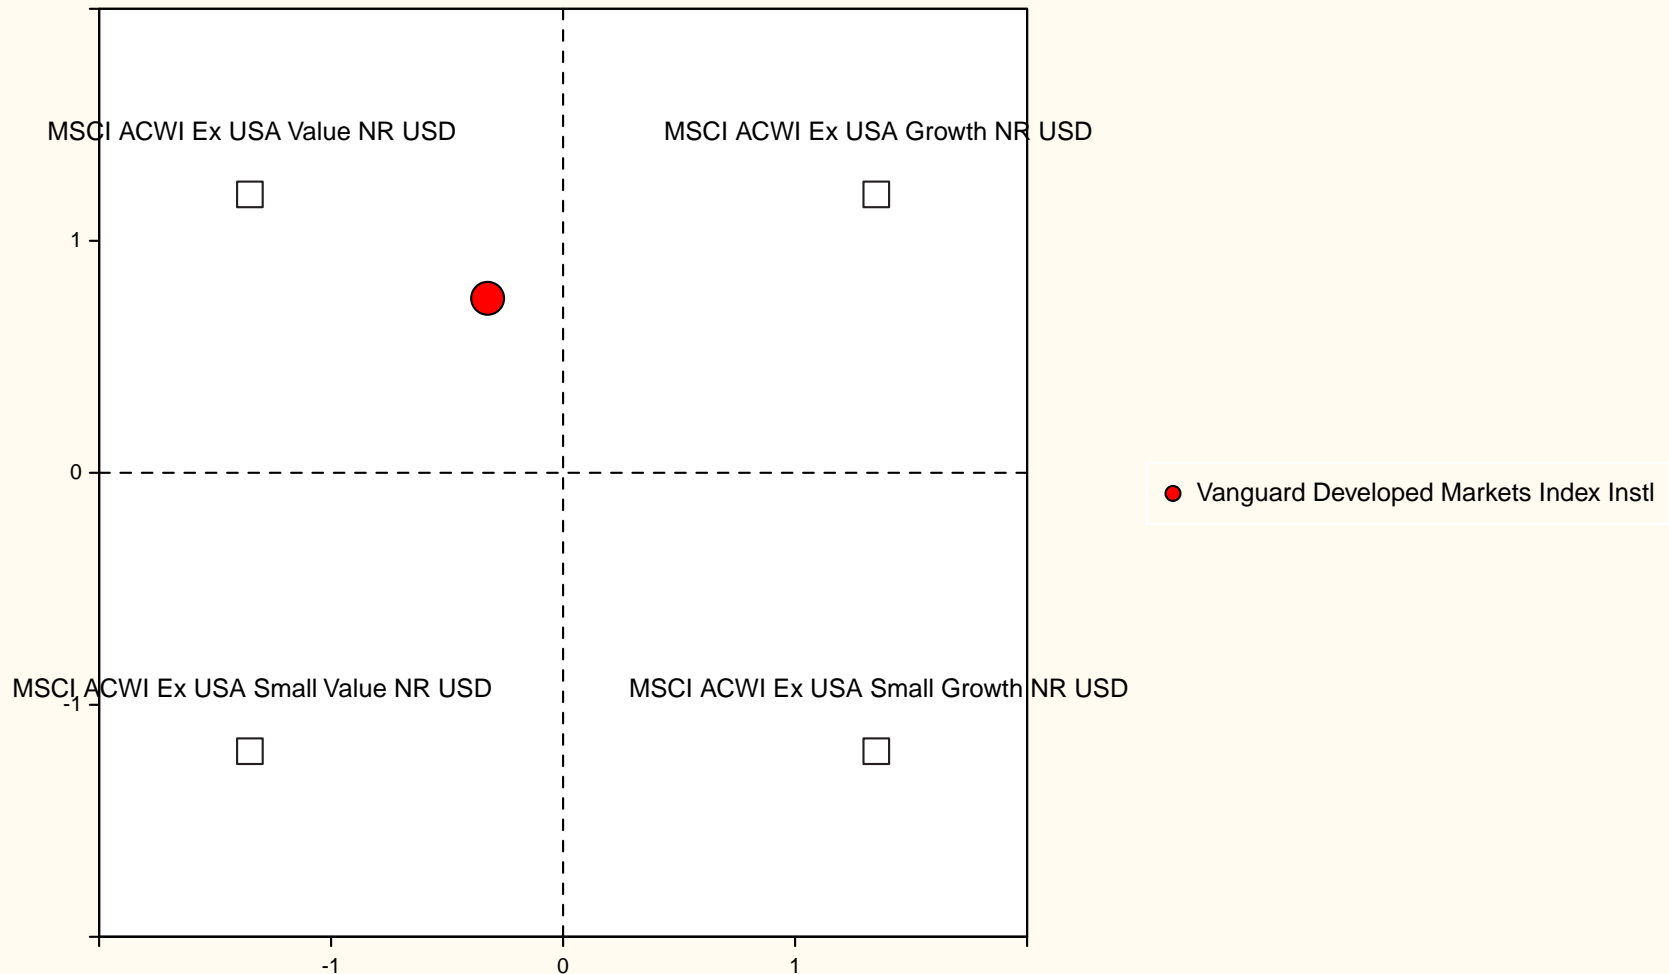 MSCI ACWI Ex USA Value NR USD
MSCI ACWI Ex USA Growth NR USD
1
0
Vanguard Developed Markets Index Instl
MSCI ACWI Ex USA Small Value NR USD
MSCI ACWI Ex USA Small Growth NR USD
-1
-1
0
1